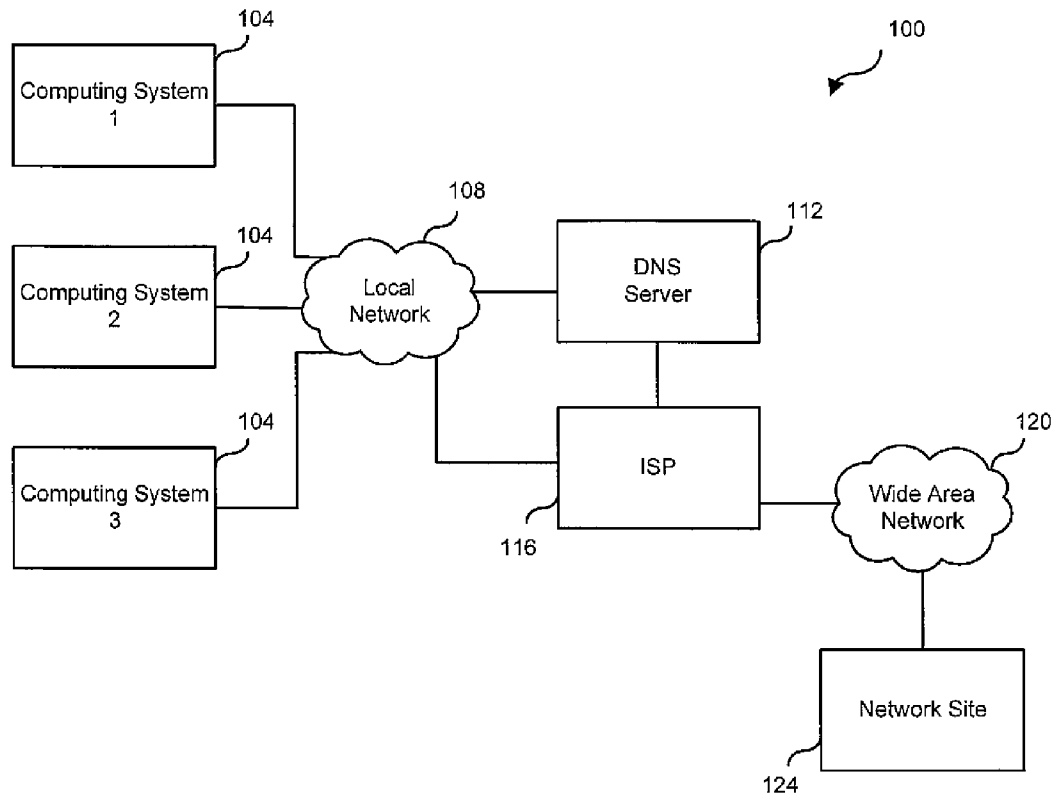 104
100
Computing System
1
108
104
112
Computing System
2
Local
Network
DNS
Server
104
120
Computing System
3
ISP
Wide Area
Network
116
Network Site
124